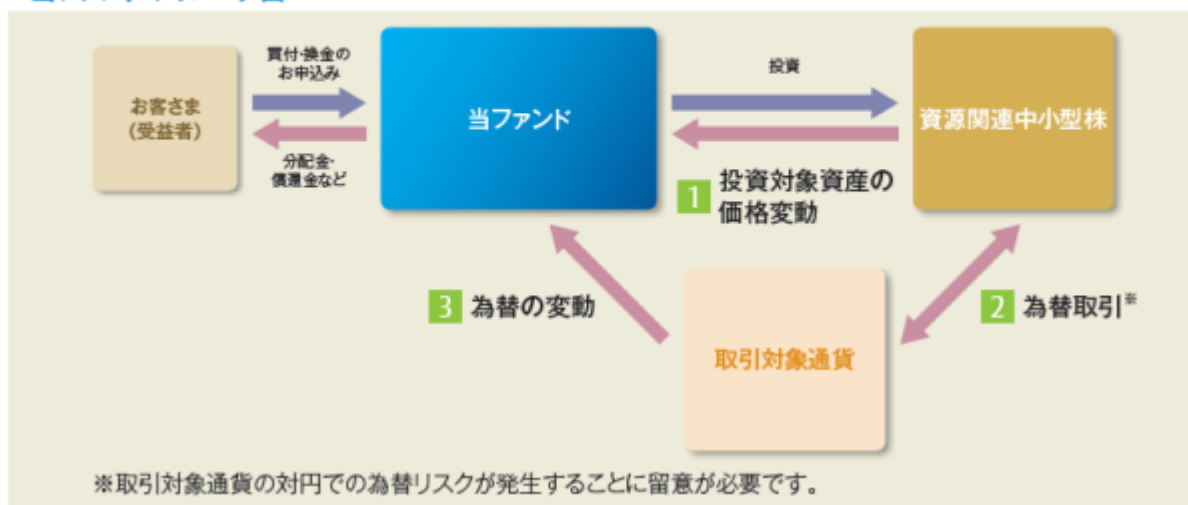 買付・換金の
お申込み
投資
お客さま
(受益者)
当ファンド
資源関連中小型株
分配金・
償還金など
1 投資対象資産の
価格変動
3 為替の変動
2 為替取引※
取引対象通貨
※取引対象通貨の対円での為替リスクが発生することに留意が必要です。